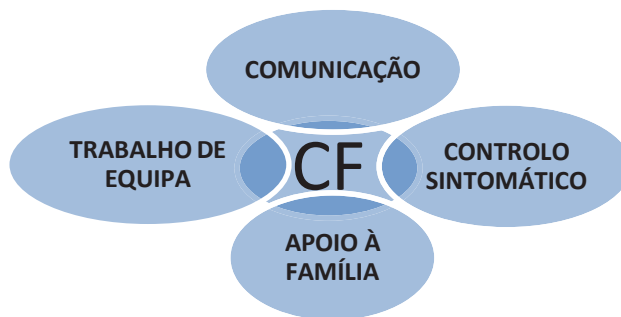 COMUNICAÇÃO
TRABALHO DE
EQUIPA
CF
CONTROLO
SINTOMÁTICO
APOIO À
FAMÍLIA